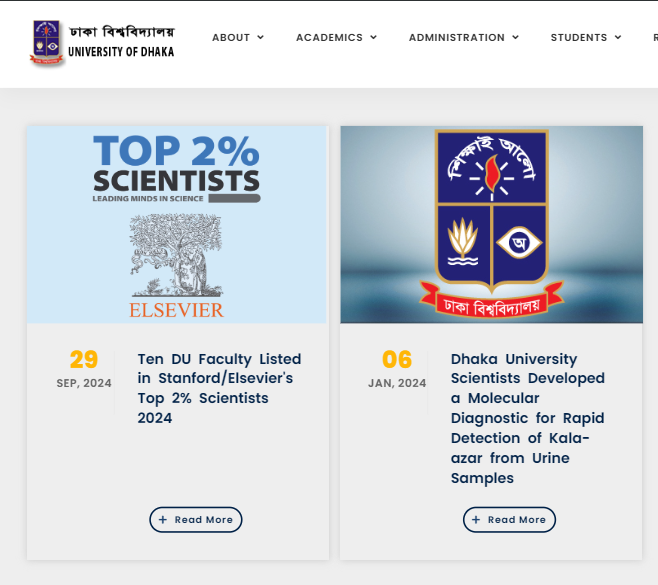 ঢাকা বিশ্ববিদ্যালয়
UNIVERSITY OF DHAKA
ABOUT
ACADEMICS
ADMINISTRATION
STUDENTS
R
TOP 2%
SCIENTISTS
LEADING MINDS IN SCIENCE
ELSEVIER
29
SEP, 2024
Ten DU Faculty Listed
in Stanford/Elsevier's
Top 2% Scientists
2024
+ Read More
শিক্ষাই আলো
অ
ঢাকা বিশ্ববিদ্যালয়
06
JAN, 2024
Dhaka University
Scientists Developed
a Molecular
Diagnostic for Rapid
Detection of Kala-
azar from Urine
Samples
+ Read More